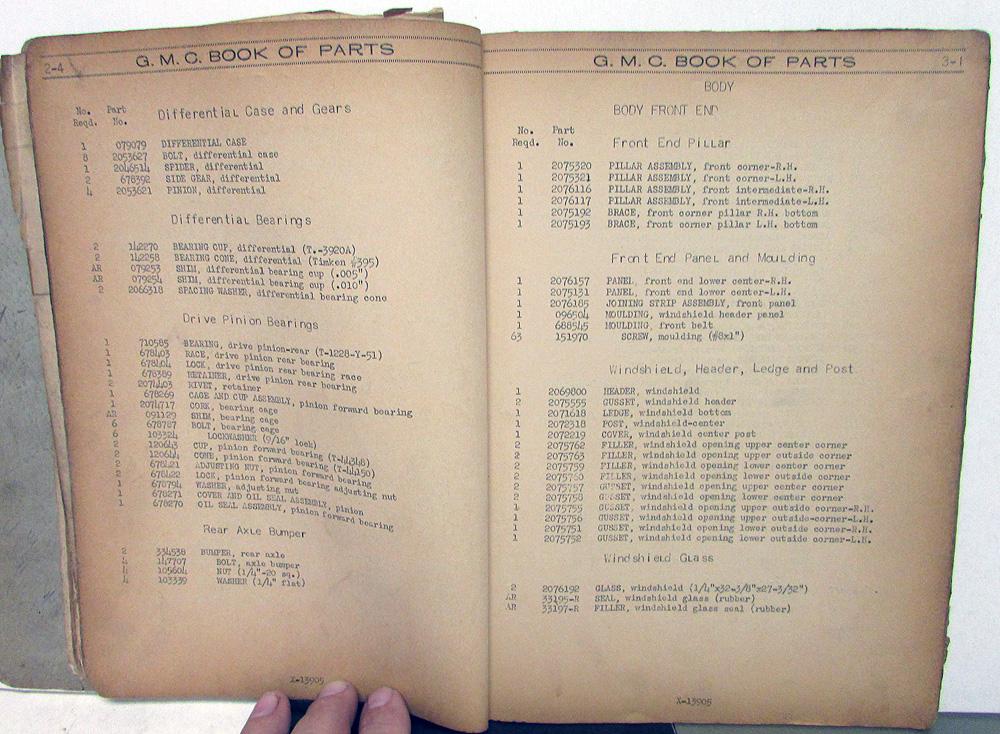 2-4
G. M. C. BOOK OF PARTS
No. Part
Reqd. No.
Differential Case and Gears
1 079079 DIFFERENTIAL CASE
8 2053627 BOLT, differential case
1 2046514 SPIDER, differential
2 678392 SIDE GEAR, differential
4 2053621 PINION, differential
Differential Bearings
2 142270 BEARING CUP, differential (T.-3920A)
2 142258 BEARING CONE, differential (Timken #395)
AR 079253 SHIM, differential bearing cup (.005")
AR 079254 SHIM, differential bearing cup (.010")
2 2066318 SPACING WASHER, differential bearing cone
Drive Pinion Bearings
1 710585 BEARING, drive pinion-rear (T-1228-Y-51)
1 678403 RACE, drive pinion rear bearing
1 678404 LOCK, drive pinion rear bearing race
1 678389 RETAINER, drive pinion rear bearing
2 2074403 RIVET, retainer
1 678269 CAGE AND CUP ASSEMBLY, pinion forward bearing
1 2074717 CORK, bearing cage
AR 091129 SHIM, bearing cage
6 678787 BOLT, bearing cage
6 103324 LOCKWASHER (9/16" lock)
2 120643 CUP, pinion forward bearing (T-44348)
2 120644 CONE, pinion forward bearing (T-44150)
2 678421 ADJUSTING NUT, pinion forward bearing
2 678422 LOCK, pinion forward bearing adjusting nut
1 678794 WASHER, adjusting nut
1 678271 COVER AND OIL SEAL ASSEMBLY, pinion
1 678270 OIL SEAL ASSEMBLY, pinion forward bearing
Rear Axle Bumper
2 334538 BUMPER, rear axle
4 147707 BOLT, axle bumper
4 105604 NUT (1/4"-20 sq.)
4 103339 WASHER (1/4" flat)
X-13905
G. M. C. BOOK OF PARTS
3-1
BODY
BODY FRONT END
No. Part
Reqd. No.
Front End Pillar
1 2075320 PILLAR ASSEMBLY, front corner-R.H.
1 2075321 PILLAR ASSEMBLY, front corner-L.H.
1 2076116 PILLAR ASSEMBLY, front intermediate-R.H.
1 2076117 PILLAR ASSEMBLY, front intermediate-L.H.
1 2075192 BRACE, front corner pillar R.H. bottom
1 2075193 BRACE, front corner pillar L.H. bottom
Front End Panel and Moulding
1 2076157 PANEL, front end lower center-R.H.
1 2075131 PANEL, front end lower center-L.H.
1 2076185 JOINING STRIP ASSEMBLY, front panel
1 096504 MOULDING, windshield header panel
1 688545 MOULDING, front belt
63 151970 SCREW, moulding (#8x1")
Windshield, Header, Ledge and Post
1 2069800 HEADER, windshield
2 2075555 GUSSET, windshield header
1 2071618 LEDGE, windshield bottom
1 2072318 POST, windshield-center
1 2072219 COVER, windshield center post
2 2075762 FILLER, windshield opening upper center corner
2 2075763 FILLER, windshield opening upper outside corner
2 2075759 FILLER, windshield opening lower center corner
2 2075760 FILLER, windshield opening lower outside corner
2 2075757 GUSSET, windshield opening upper center corner
2 2075758 GUSSET, windshield opening lower center corner
1 2075755 GUSSET, windshield opening upper outside corner-R.H.
1 2075756 GUSSET, windshield opening upper outside-corner-L.H.
1 2075751 GUSSET, windshield opening lower outside corner-R.H.
1 2075752 GUSSET, windshield opening lower outside corner-L.H.
Windshield Glass
2 2076192 GLASS, windshield (1/4"x32-3/8"x27-3/32")
AR 33195-R SEAL, windshield glass (rubber)
AR 33197-R FILLER, windshield glass seal (rubber)
X-13905